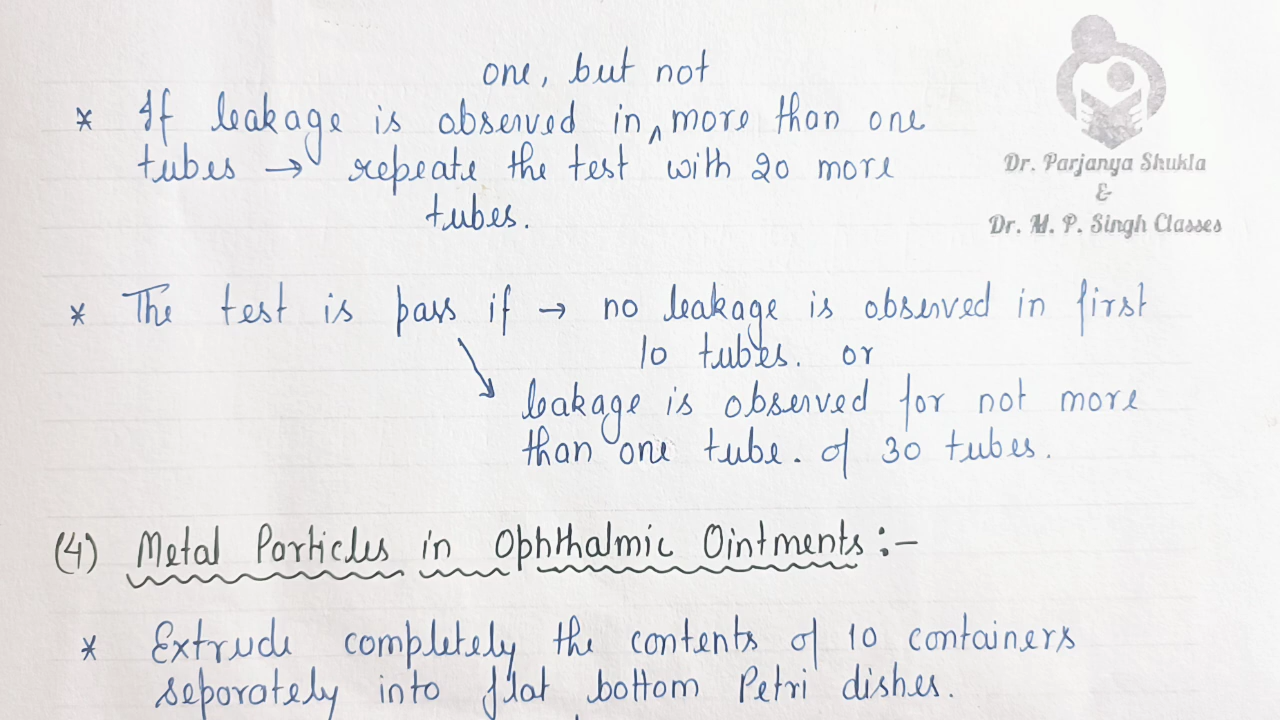 one, but not
* If leakage is observed in ^ more than one
tubes → repeate the test with 20 more
tubes.
* The test is pass if → no leakage is observed in first
10 tubes. or
leakage is observed for not more
than one tube. of 30 tubes.
(4) Metal Particles in Ophthalmic Ointments :-
* Extrude completely the contents of 10 containers
seporotely into flat bottom Petri dishes.
Dr. Parjanya Shukla
&
Dr. M. P. Singh Classes